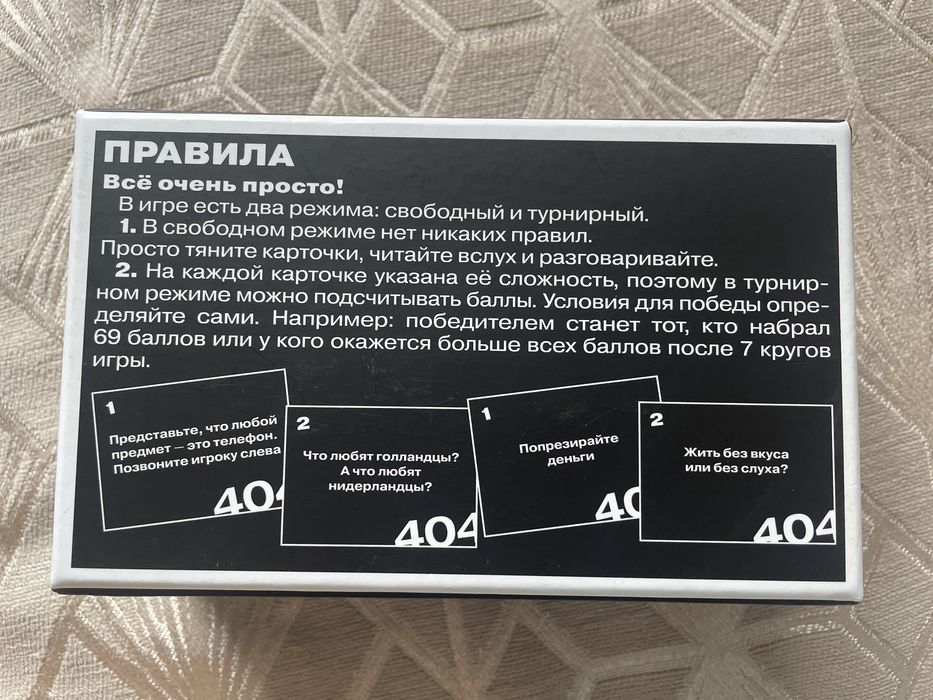 ПРАВИЛА
Всё очень просто!
В игре есть два режима: свободный и турнирный.
1. В свободном режиме нет никаких правил.
Просто тяните карточки, читайте вслух и разговаривайте.
2. На каждой карточке указана её сложность, поэтому в турнир-
ном режиме можно подсчитывать баллы. Условия для победы опре-
деляйте сами. Например: победителем станет тот, кто набрал
69 баллов или у кого окажется больше всех баллов после 7 кругов
игры.
1
Представьте, что любой
предмет — это телефон.
Позвоните игроку слева
404
2
Что любят голландцы?
А что любят
нидерландцы?
404
1
Попрезирайте
деньги
40
2
Жить без вкуса
или без слуха?
404